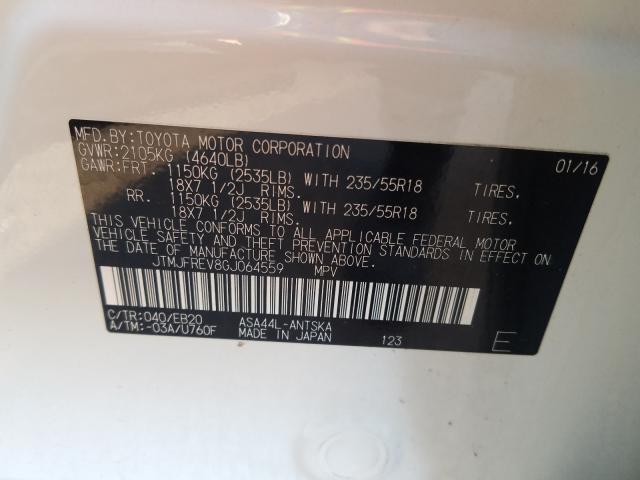 MFD.BY:TOYOTA MOTOR CORPORATION 01/16
GVWR:2105KG (4640LB)
GAWR:FRT 1150KG (2535LB) WITH 235/55R18 TIRES,
18X7 1/2J RIMS.
RR. 1150KG (2535LB) WITH 235/55R18 TIRES,
18X7 1/2J RIMS.
THIS VEHICLE CONFORMS TO ALL APPLICABLE FEDERAL MOTOR
VEHICLE SAFETY AND THEFT PREVENTION STANDARDS IN EFFECT ON
THE DATE OF MANUFACTURE SHOWN ABOVE.
JTMJFREV8GJ064559 MPV
C/TR:040/EB20 ASA44L-ANTSKA
A/TM:-03A/U760F MADE IN JAPAN 123 E